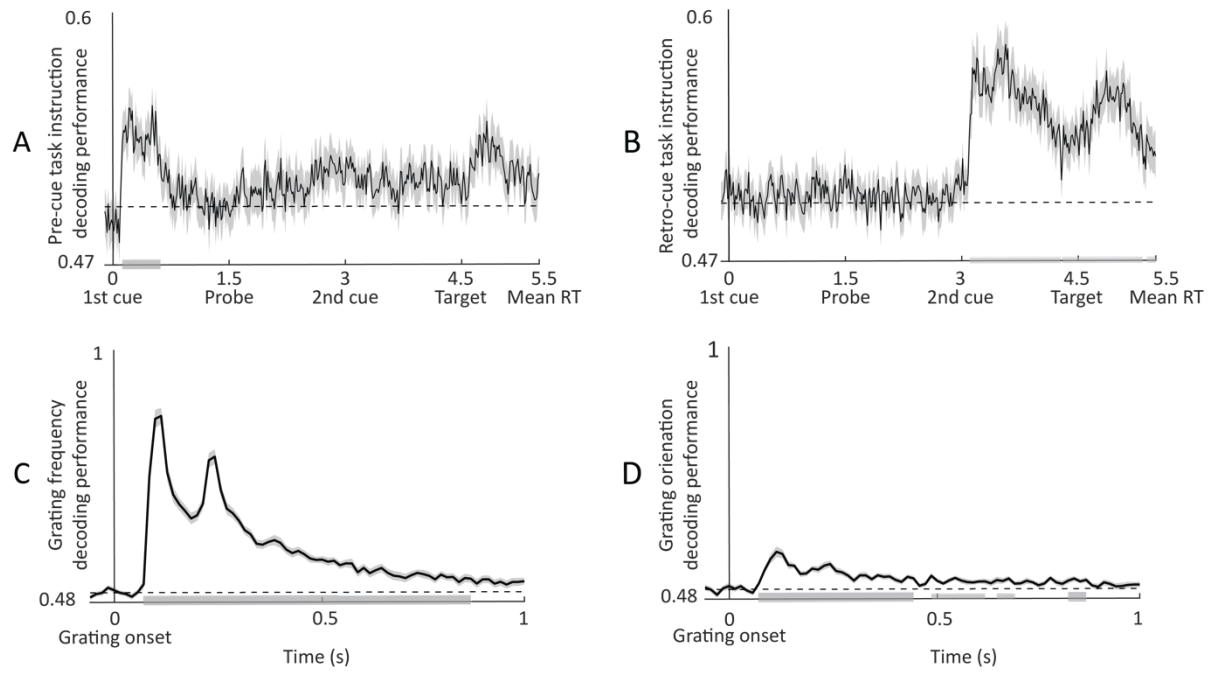 A
Pre-cue task instruction
decoding performance
0.6
0.47
0 1.5 3 4.5 5.5
1st cue Probe 2nd cue Target Mean RT
B
Retro-cue task instruction
decoding performance
0.6
0.47
0 1.5 3 4.5 5.5
1st cue Probe 2nd cue Target Mean RT
C
Grating frequency
decoding performance
1
0.48
0 0.5 1
Grating onset
Time (s)
D
Grating orienation
decoding performance
1
0.48
0 0.5 1
Grating onset
Time (s)